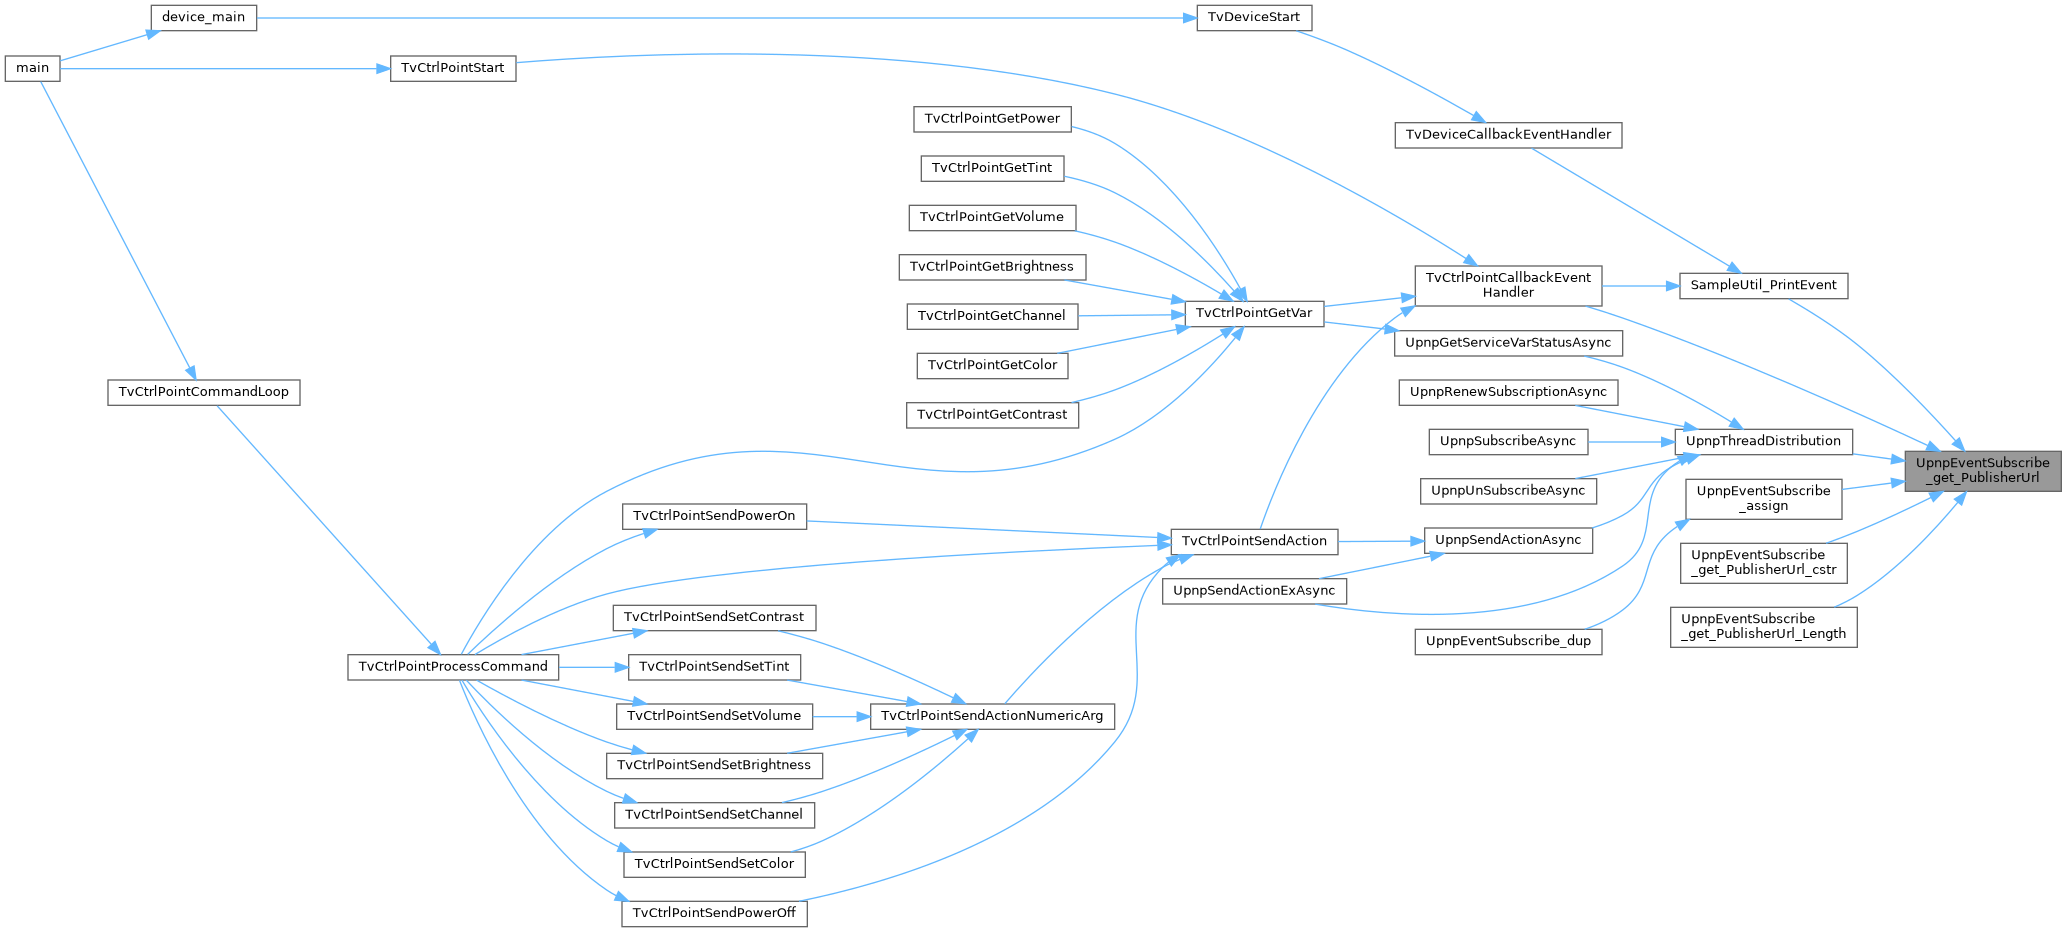 device_main
TvDeviceStart
main
TvCtrlPointStart
TvCtrlPointGetPower
TvDeviceCallbackEventHandler
TvCtrlPointGetTint
TvCtrlPointGetVolume
TvCtrlPointGetBrightness
TvCtrlPointCallbackEvent
Handler
SampleUtil_PrintEvent
TvCtrlPointGetChannel
TvCtrlPointGetVar
UpnpGetServiceVarStatusAsync
TvCtrlPointGetColor
TvCtrlPointCommandLoop
UpnpRenewSubscriptionAsync
TvCtrlPointGetContrast
UpnpSubscribeAsync
UpnpThreadDistribution
UpnpEventSubscribe
_get_PublisherUrl
UpnpUnSubscribeAsync
UpnpEventSubscribe
_assign
TvCtrlPointSendPowerOn
TvCtrlPointSendAction
UpnpSendActionAsync
UpnpEventSubscribe
_get_PublisherUrl_cstr
UpnpSendActionExAsync
TvCtrlPointSendSetContrast
UpnpEventSubscribe
_get_PublisherUrl_Length
UpnpEventSubscribe_dup
TvCtrlPointProcessCommand
TvCtrlPointSendSetTint
TvCtrlPointSendSetVolume
TvCtrlPointSendActionNumericArg
TvCtrlPointSendSetBrightness
TvCtrlPointSendSetChannel
TvCtrlPointSendSetColor
TvCtrlPointSendPowerOff